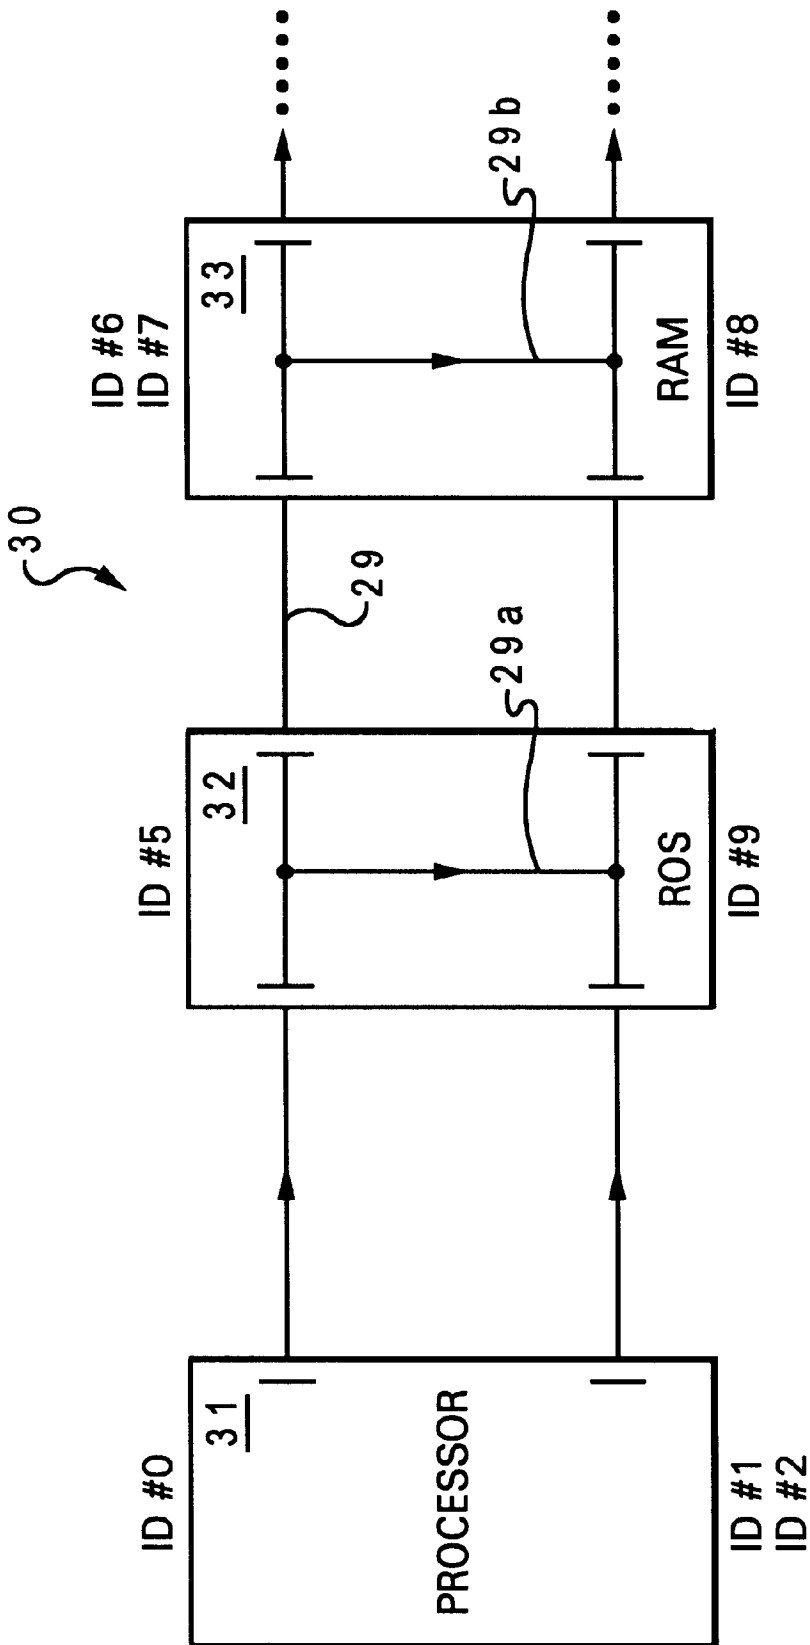 30
ID #0
31
PROCESSOR
ID #1
ID #2
ID #5
32
29a
ROS
ID #9
29
ID #6
ID #7
33
29b
RAM
ID #8